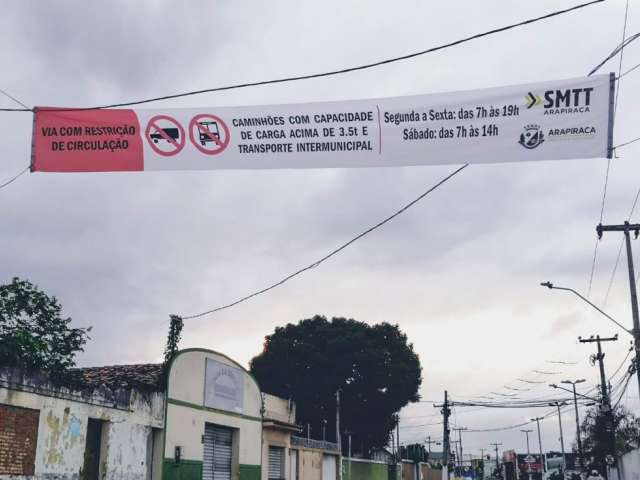 VIA COM RESTRIÇÃO
DE CIRCULAÇÃO
CAMINHÕES COM CAPACIDADE
DE CARGA ACIMA DE 3.5t E
TRANSPORTE INTERMUNICIPAL
Segunda a Sexta: das 7h às 19h
Sábado: das 7h às 14h
SMTT
ARAPIRACA
ARAPIRACA